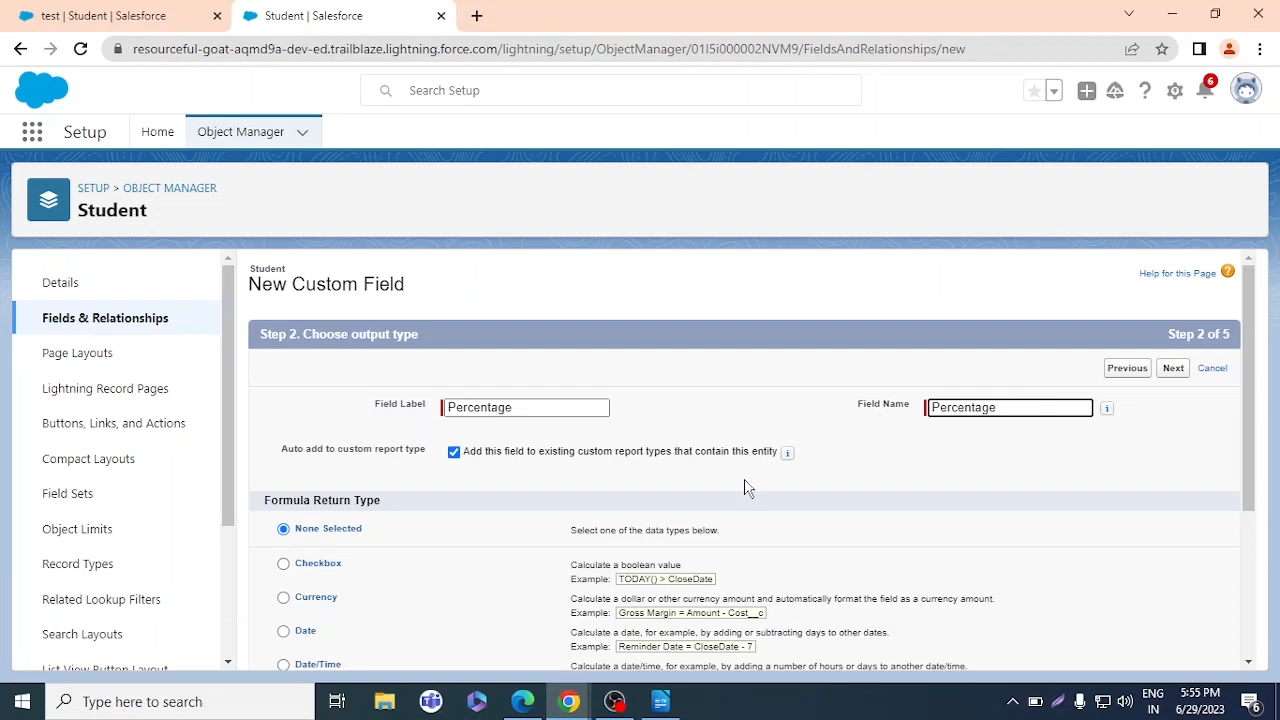 test | Student | Salesforce
Student | Salesforce
resourceful-goat-aqmd9a-dev-ed.trailblaze.lightning.force.com/lightning/setup/ObjectManager/01I5i000002NVM9/FieldsAndRelationships/new
Search Setup
6
Setup
Home
Object Manager
SETUP > OBJECT MANAGER
Student
Details
Fields & Relationships
Page Layouts
Lightning Record Pages
Buttons, Links, and Actions
Compact Layouts
Field Sets
Object Limits
Record Types
Related Lookup Filters
Search Layouts
List View Button Layout
Student
New Custom Field
Help for this Page ?
Step 2. Choose output type
Step 2 of 5
Previous Next Cancel
Field Label Percentage
Field Name Percentage i
Auto add to custom report type Add this field to existing custom report types that contain this entity i
Formula Return Type
None Selected Select one of the data types below.
Checkbox Calculate a boolean value
Example: TODAY() > CloseDate
Currency Calculate a dollar or other currency amount and automatically format the field as a currency amount.
Example: Gross Margin = Amount - Cost__c
Date Calculate a date, for example, by adding or subtracting days to other dates.
Example: Reminder Date = CloseDate - 7
Date/Time Calculate a date/time, for example, by adding a number of hours or days to another date/time.
Type here to search
ENG
IN
5:55 PM
6/29/2023
6